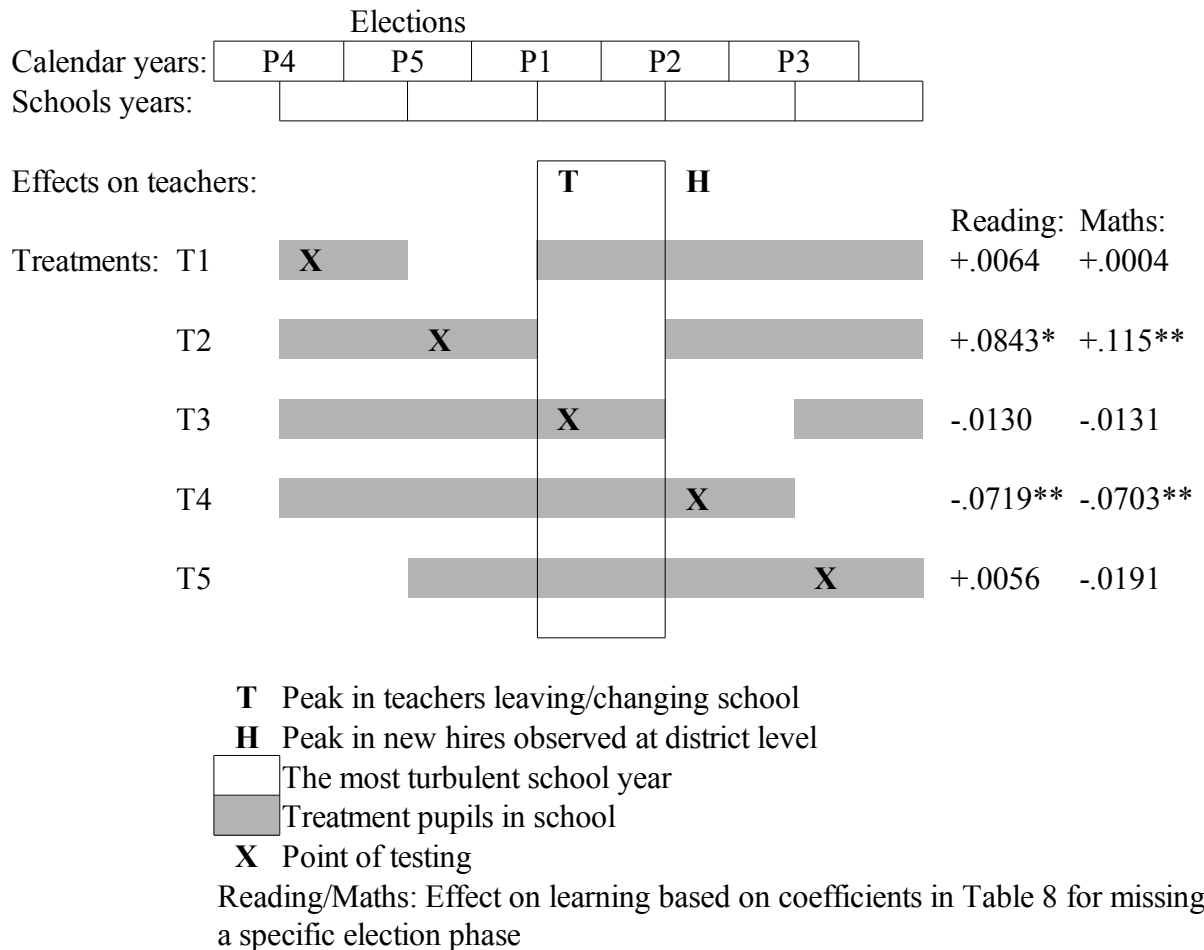 Elections
Calendar years: P4 P5 P1 P2 P3
Schools years:
Effects on teachers: T H
Reading: Maths:
Treatments: T1 X +.0064 +.0004
T2 X +.0843* +.115**
T3 X -.0130 -.0131
T4 X -.0719** -.0703**
T5 X +.0056 -.0191
T Peak in teachers leaving/changing school
H Peak in new hires observed at district level
The most turbulent school year
Treatment pupils in school
X Point of testing
Reading/Maths: Effect on learning based on coefficients in Table 8 for missing
a specific election phase